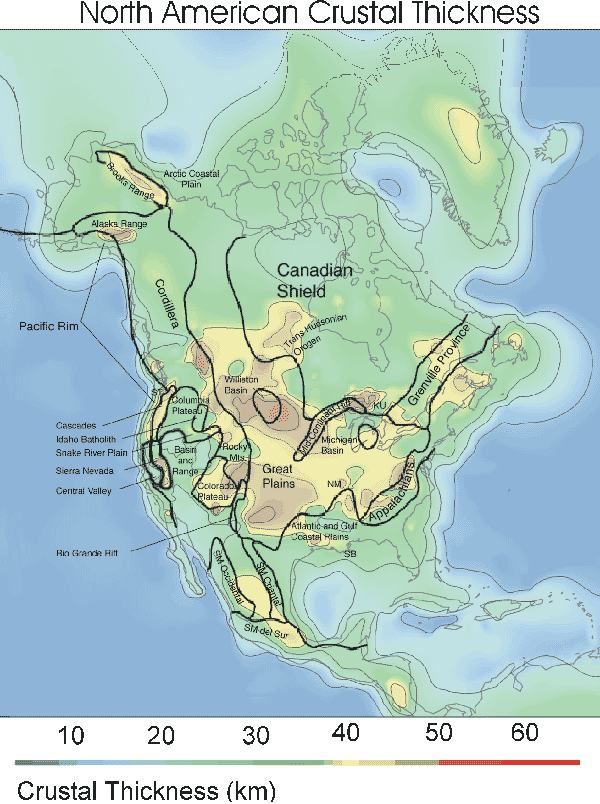 North American Crustal Thickness
Brooks Range
Arctic Coastal
Plain
Alaska Range
Canadian
Shield
Cordillera
Pacific Rim
Trans-Hudsonian
Orogen
Grenville Province
Williston
Basin
Columbia
Plateau
Mid Continent Rift
KU
Cascades
Idaho Batholith
Snake River Plain
Sierra Nevada
Central Valley
Basin
and
Range
Rocky
Mts.
Michigan
Basin
Great
Plains
Colorado
Plateau
NM
Appalachians
Atlantic and Gulf
Coastal Plains
SB
Rio Grande Rift
SM Occidental
SM Oriental
SM del Sur
10 20 30 40 50 60
Crustal Thickness (km)